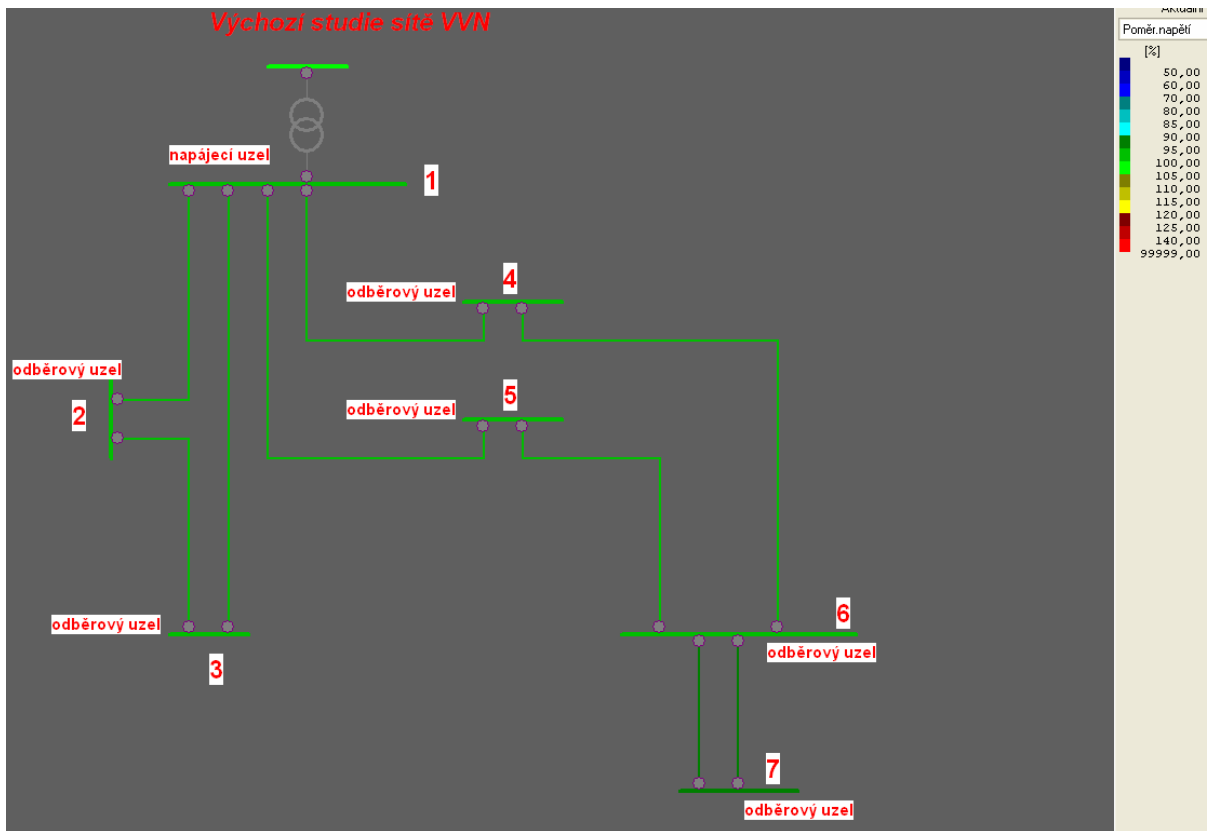 Výchozí studie sítě VVN
Aktuální
Poměr.napětí
[%]
50,00
60,00
70,00
80,00
85,00
90,00
95,00
100,00
105,00
110,00
115,00
120,00
125,00
140,00
99999,00
napájecí uzel
1
odběrový uzel
4
odběrový uzel
2
odběrový uzel
5
odběrový uzel
3
6
odběrový uzel
7
odběrový uzel